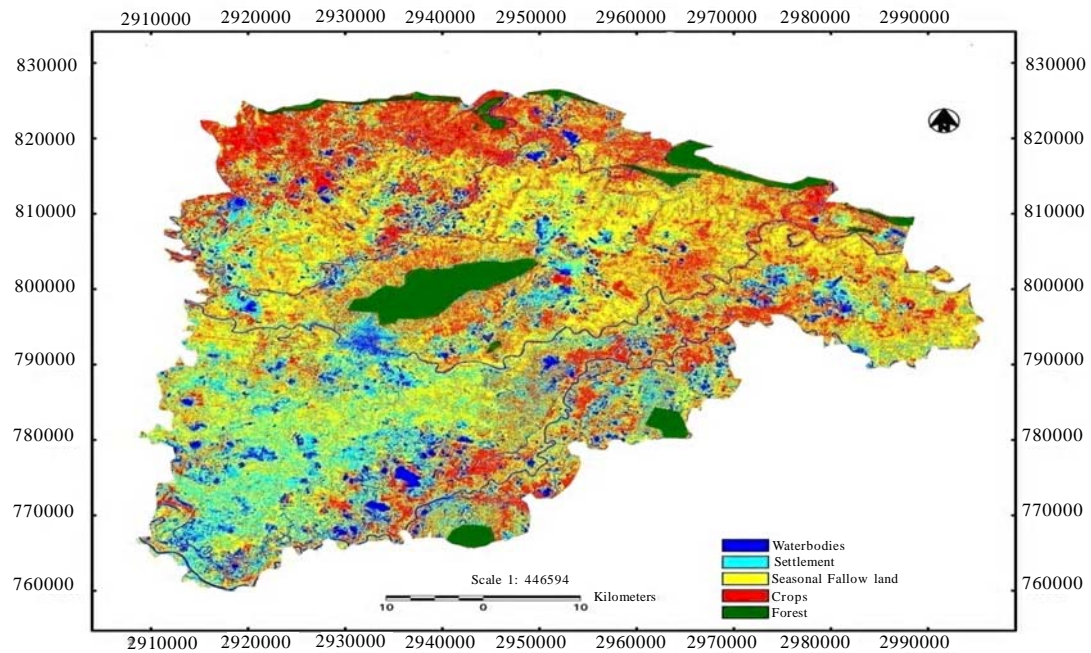 2910000 2920000 2930000 2940000 2950000 2960000 2970000 2980000 2990000
830000 830000
820000 820000
810000 810000
800000 800000
790000 790000
780000 780000
770000 770000
760000 760000
Waterbodies
Settlement
Seasonal Fallow land
Crops
Forest
Scale 1: 446594
Kilometers
10 0 10
2910000 2920000 2930000 2940000 2950000 2960000 2970000 2980000 2990000